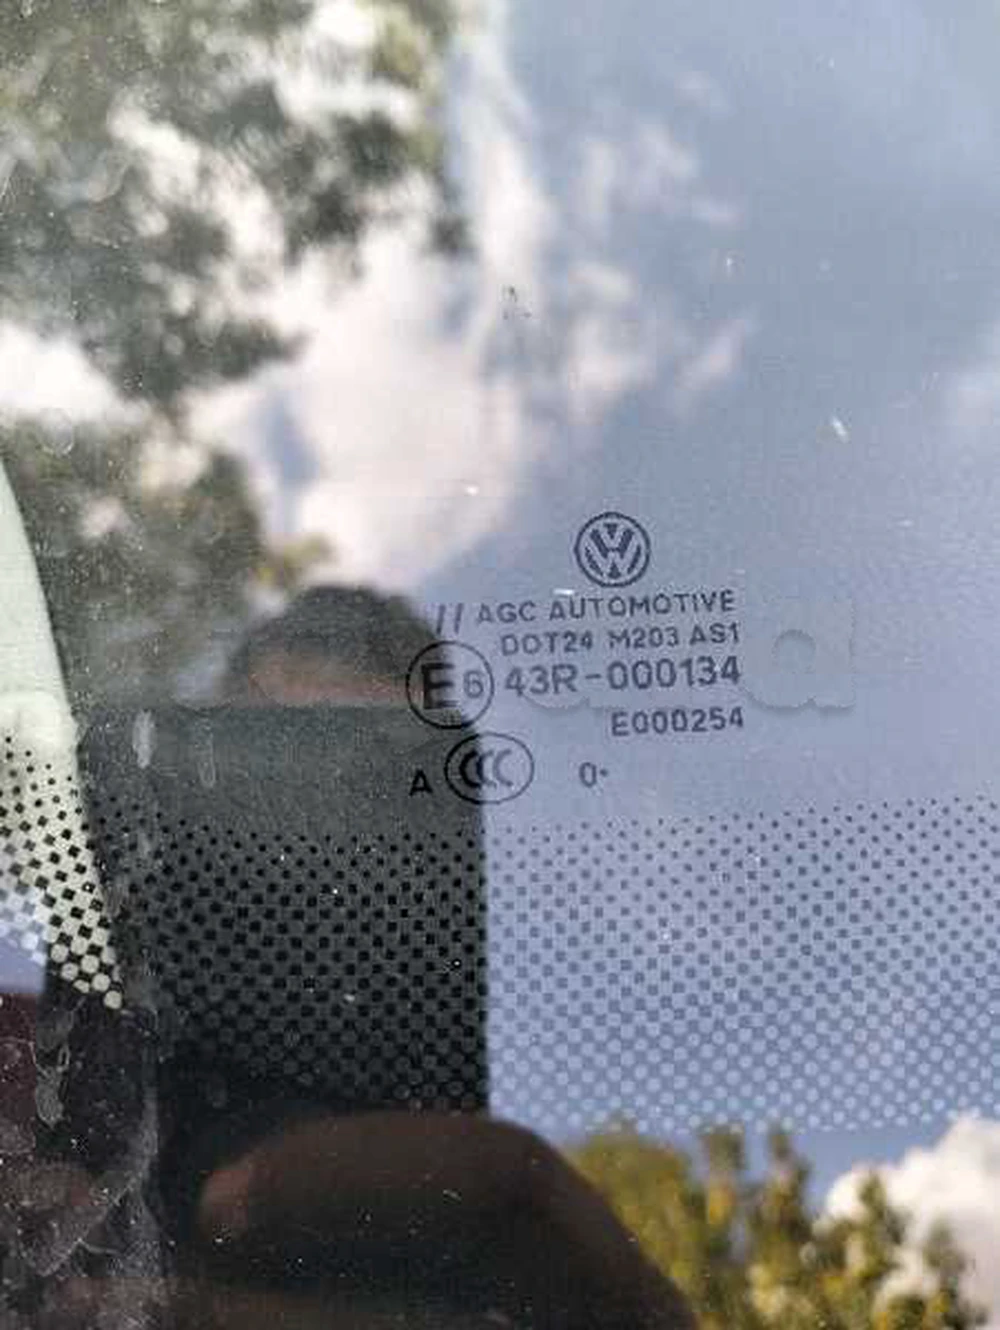 // AGC AUTOMOTIVE
DOT24 M203 AS1
E6 43R-000134
E000254
A CCC 0·